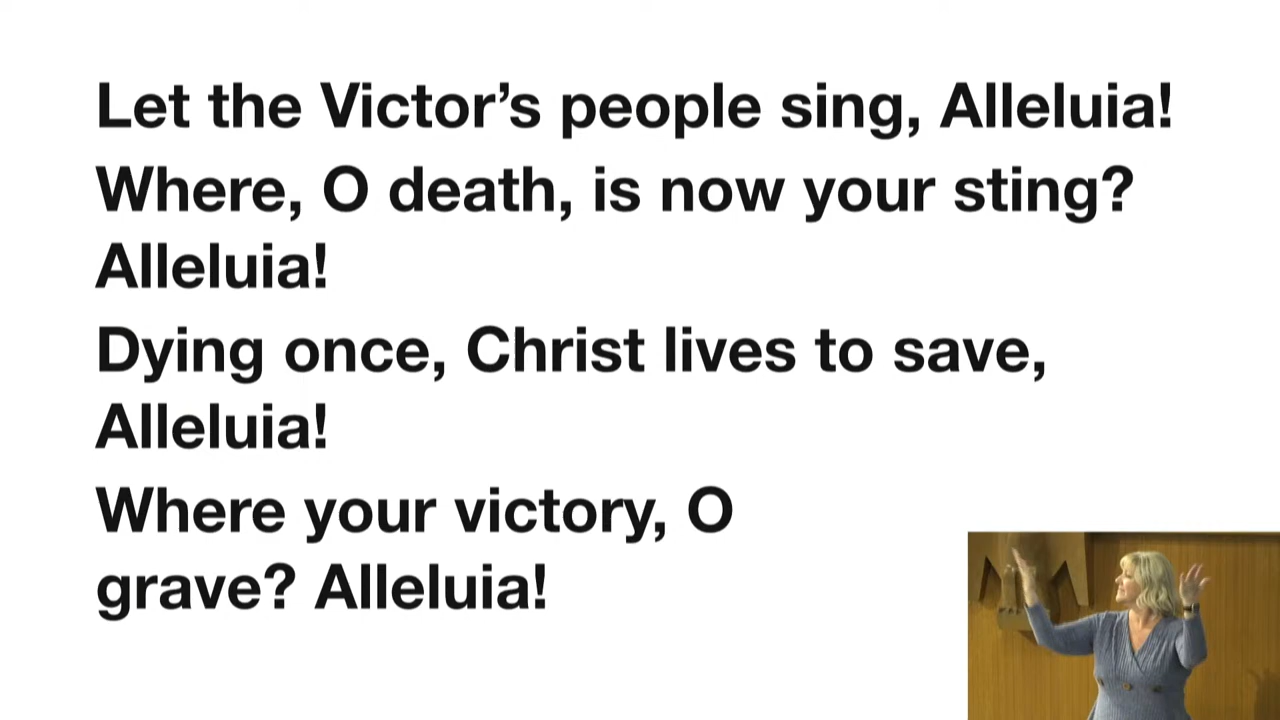 Let the Victor’s people sing, Alleluia!
Where, O death, is now your sting?
Alleluia!
Dying once, Christ lives to save,
Alleluia!
Where your victory, O
grave? Alleluia!